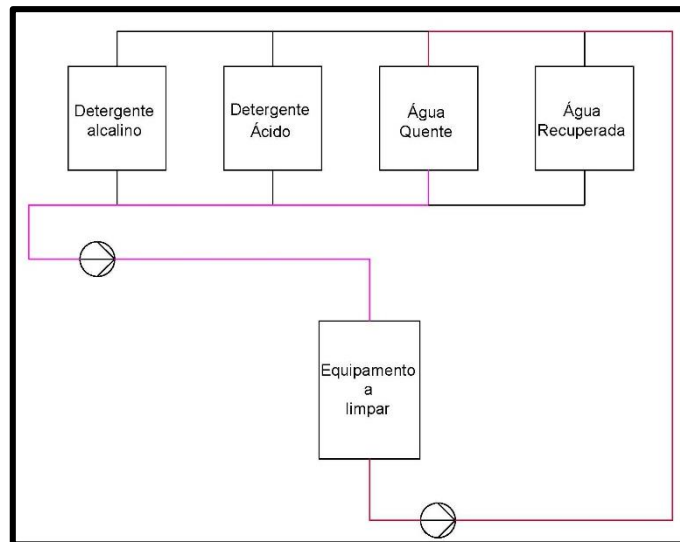 Detergente
alcalino
Detergente
Ácido
Água
Quente
Água
Recuperada
Equipamento
a
limpar